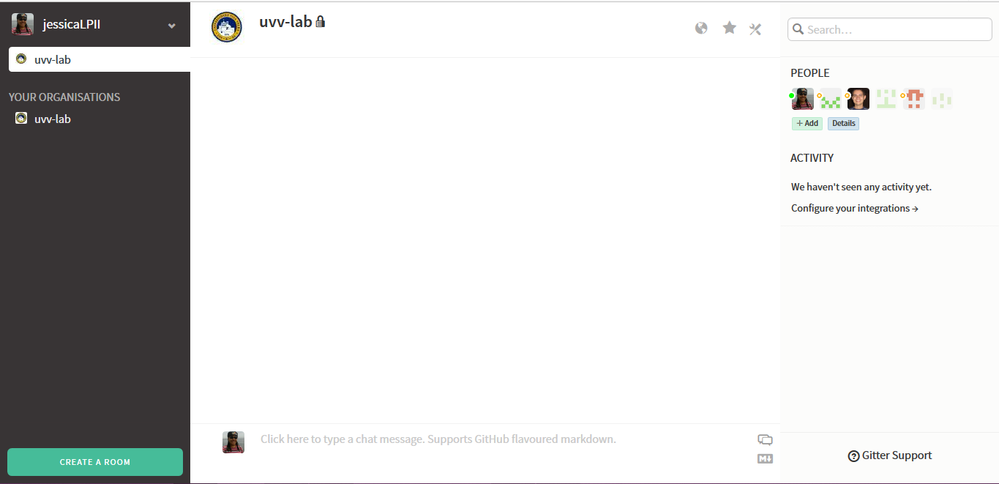 jessicaLPII
uvv-lab
YOUR ORGANISATIONS
uvv-lab
CREATE A ROOM
uvv-lab
Click here to type a chat message. Supports GitHub flavoured markdown.
M
Search...
PEOPLE
+ Add Details
ACTIVITY
We haven't seen any activity yet.
Configure your integrations →
? Gitter Support